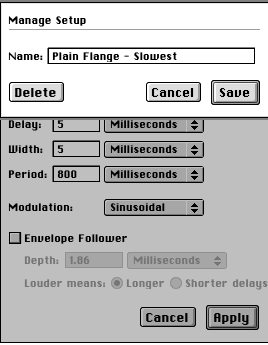 Manage Setup
Name: Plain Flange - Slowest
Delete Cancel Save
Delay: 5 Milliseconds
Width: 5 Milliseconds
Period: 800 Milliseconds
Modulation: Sinusoidal
Envelope Follower
Depth: 1.86 Milliseconds
Louder means: Longer Shorter delays
Cancel Apply